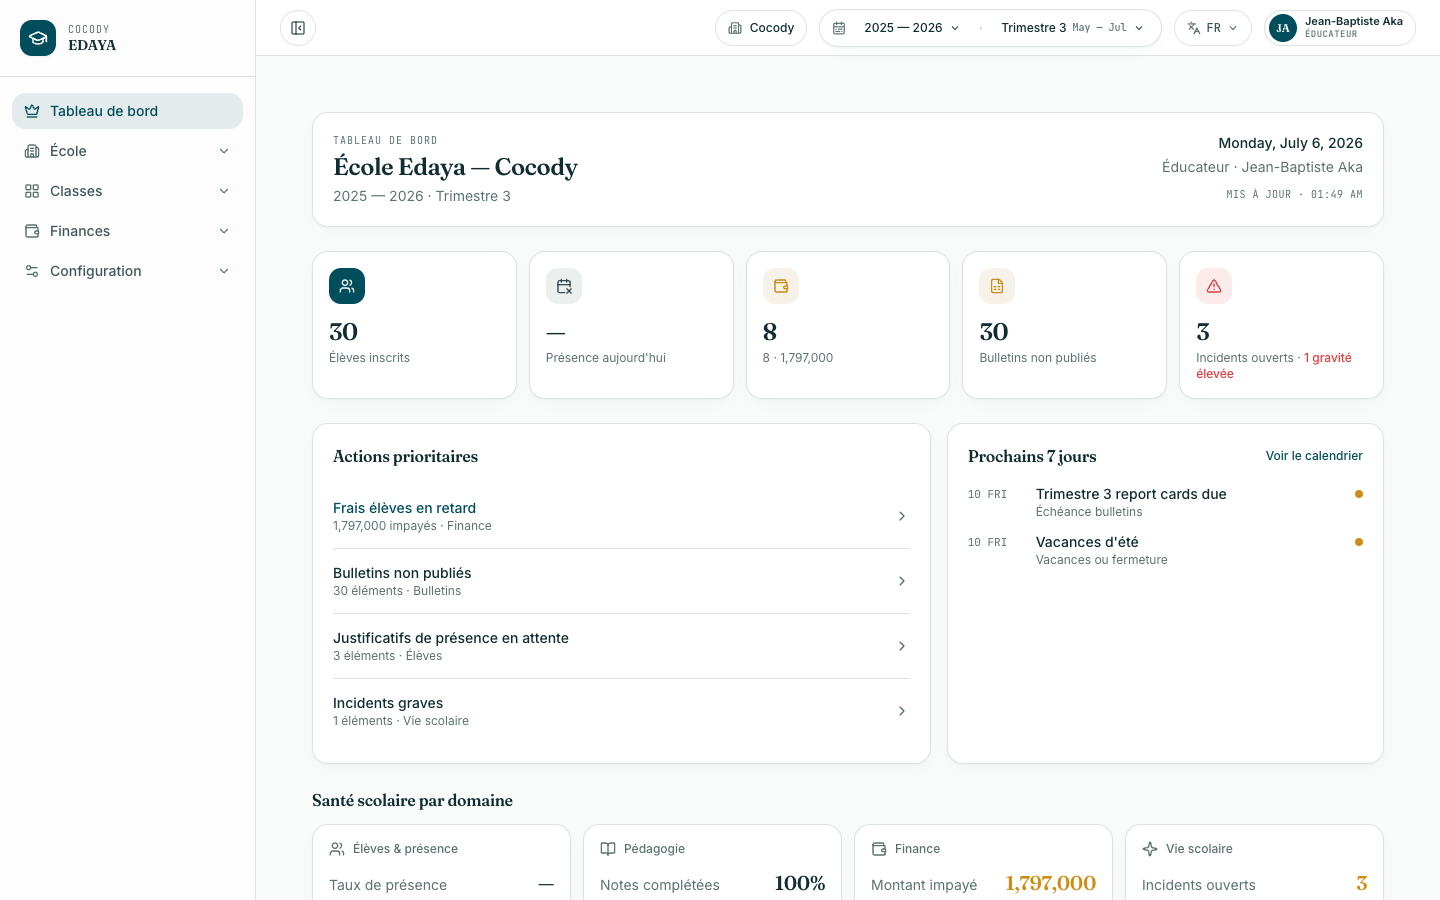 COCODY
EDAYA
Tableau de bord
École
Classes
Finances
Configuration
Cocody
2025 — 2026
·
Trimestre 3 May — Jul
FR
JA
Jean-Baptiste Aka
ÉDUCATEUR
TABLEAU DE BORD
École Edaya — Cocody
2025 — 2026 · Trimestre 3
Monday, July 6, 2026
Éducateur · Jean-Baptiste Aka
MIS À JOUR · 01:49 AM
30
Élèves inscrits
—
Présence aujourd'hui
8
8 · 1,797,000
30
Bulletins non publiés
3
Incidents ouverts · 1 gravité
élevée
Actions prioritaires
Frais élèves en retard
1,797,000 impayés · Finance
Bulletins non publiés
30 éléments · Bulletins
Justificatifs de présence en attente
3 éléments · Élèves
Incidents graves
1 éléments · Vie scolaire
Prochains 7 jours
Voir le calendrier
10 FRI
Trimestre 3 report cards due
Échéance bulletins
10 FRI
Vacances d'été
Vacances ou fermeture
Santé scolaire par domaine
Élèves & présence
Taux de présence —
Pédagogie
Notes complétées 100%
Finance
Montant impayé 1,797,000
Vie scolaire
Incidents ouverts 3